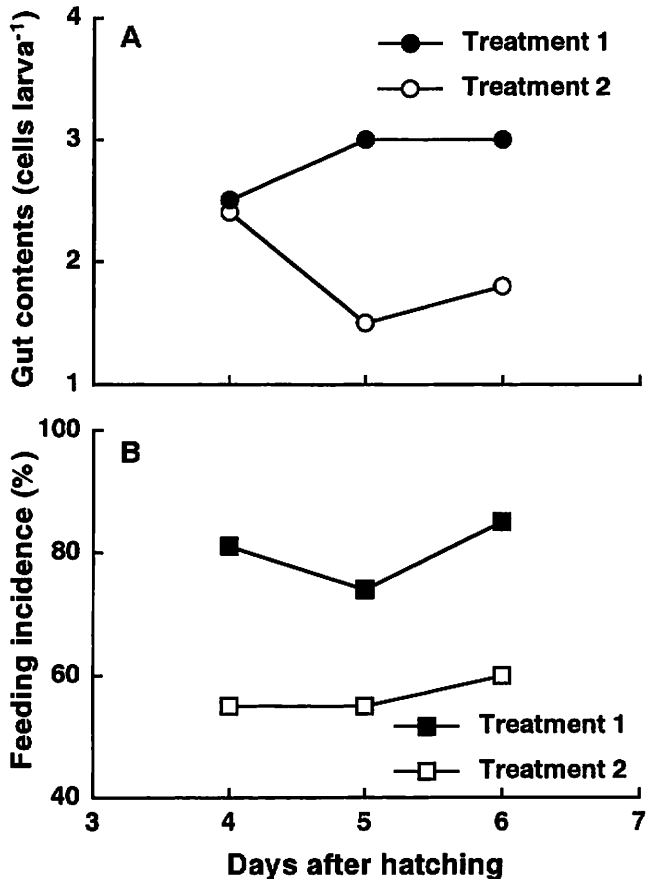 4
A
Treatment 1
Treatment 2
3
2
1
Gut contents (cells larva⁻¹)
100
B
80
60
40
Treatment 1
Treatment 2
Feeding incidence (%)
3 4 5 6 7
Days after hatching